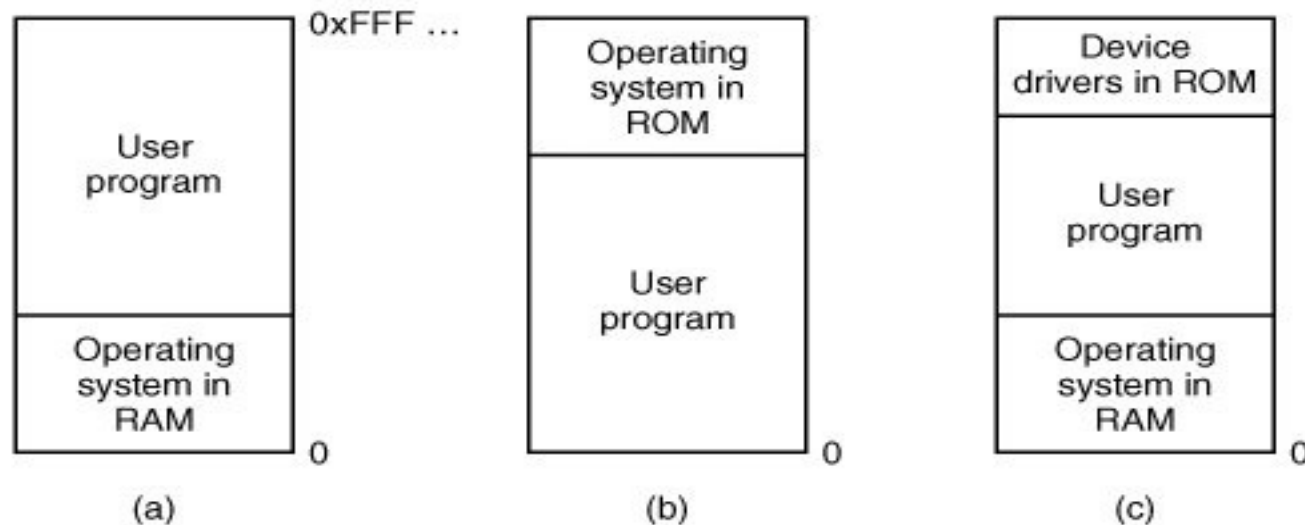 User
program
Operating
system in
RAM
0xFFF ...
0
(a)
Operating
system in
ROM
User
program
0
(b)
Device
drivers in ROM
User
program
Operating
system in
RAM
0
(c)